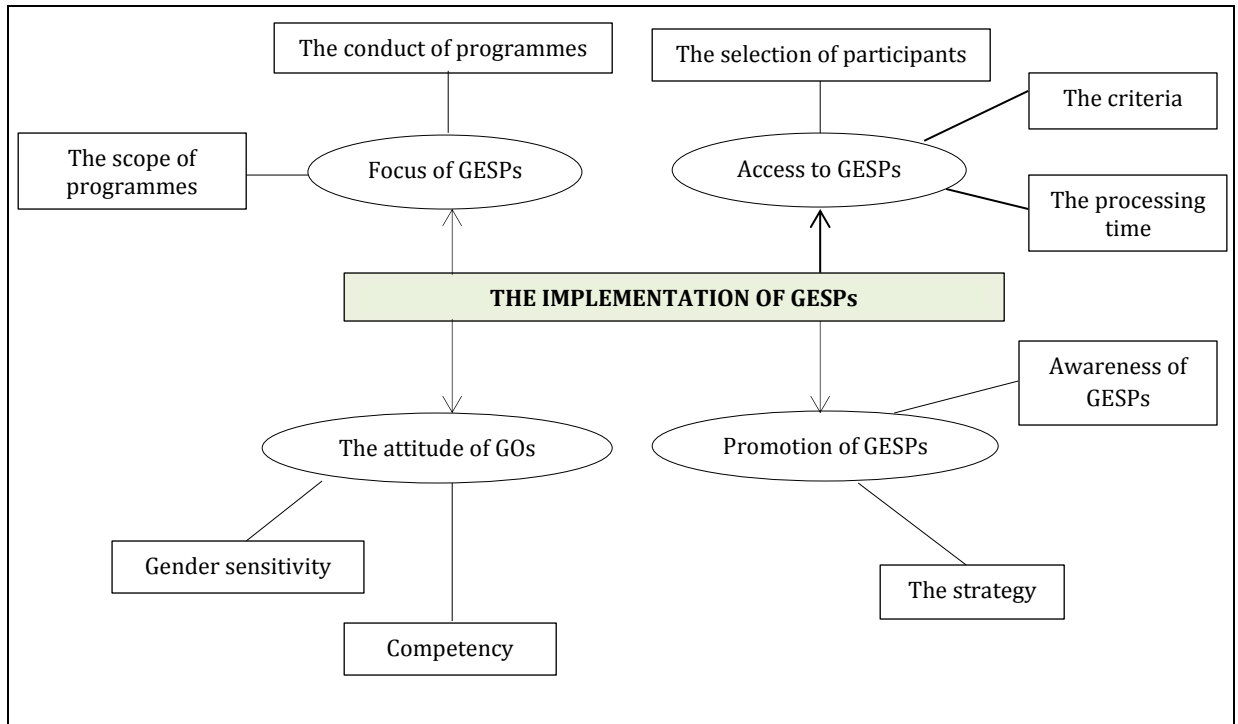 The conduct of programmes
The selection of participants
The criteria
The scope of
programmes
Focus of GESPs
Access to GESPs
The processing
time
THE IMPLEMENTATION OF GESPs
Awareness of
GESPs
The attitude of GOs
Promotion of GESPs
Gender sensitivity
The strategy
Competency